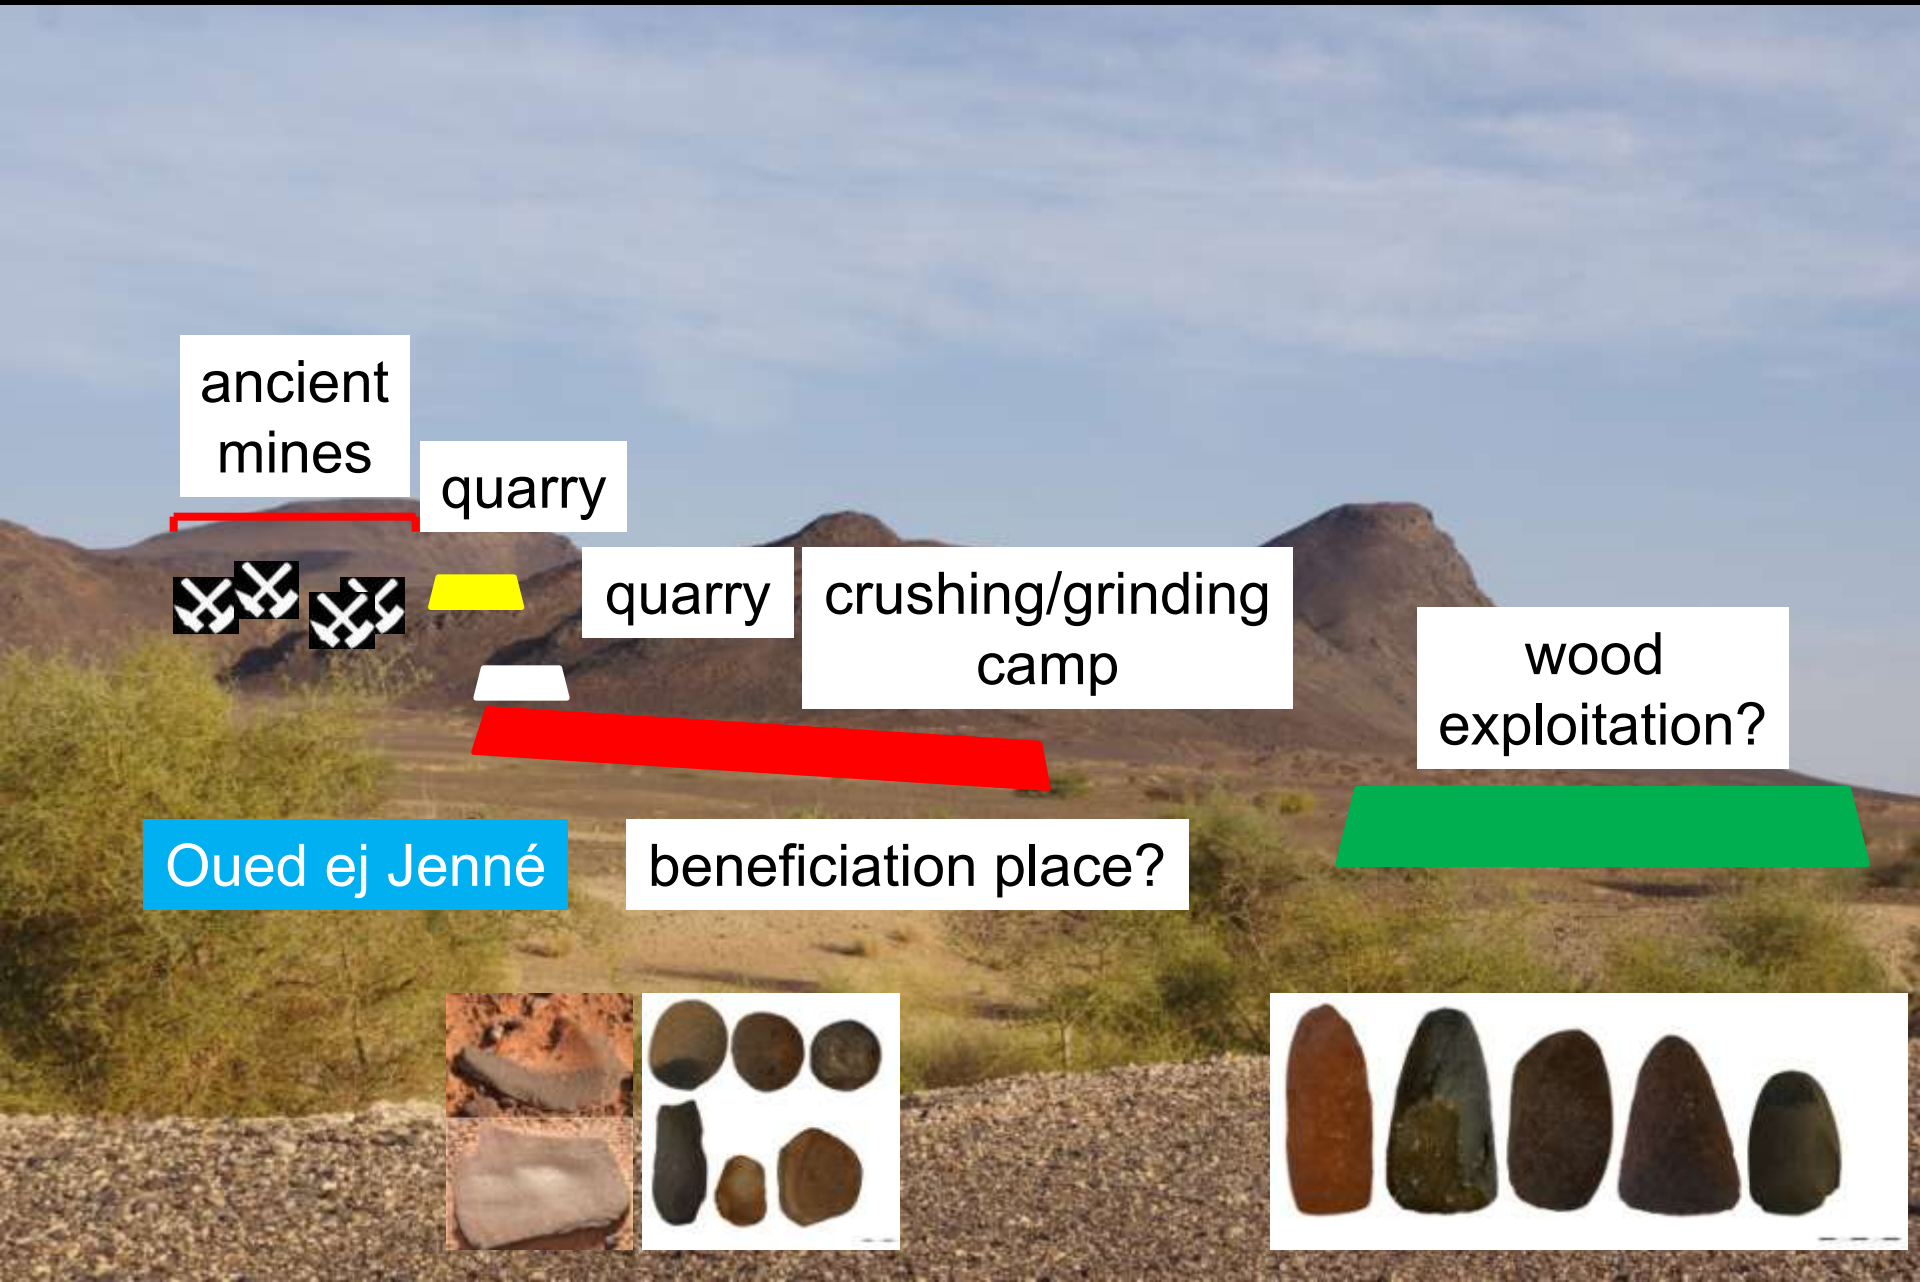 ancient
mines
quarry
quarry
crushing/grinding
camp
wood
exploitation?
Oued ej Jenné
beneficiation place?